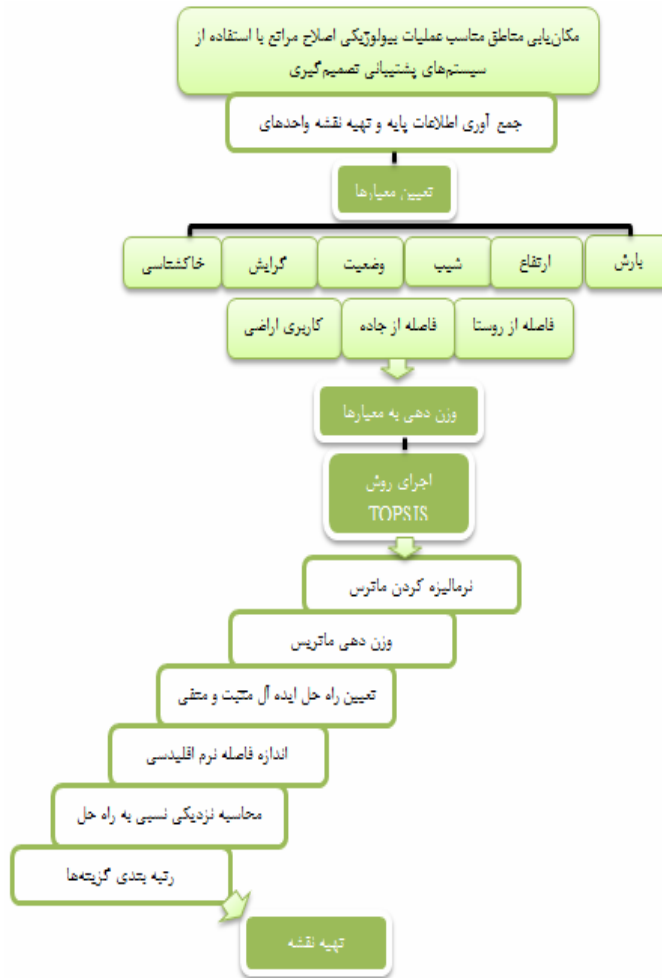 مکان‌یابی مناطق مناسب عملیات بیولوژیکی اصلاح مراتع با استفاده از
سیستم‌های پشتیبانی تصمیم‌گیری
جمع آوری اطلاعات پایه و تهیه نقشه واحدهای
تعیین معیارها
بارش
ارتفاع
شیب
وضعیت
گرایش
خاکشناسی
فاصله از روستا
فاصله از جاده
کاربری اراضی
وزن دهی به معیارها
اجرای روش
TOPSIS
نرمالیزه کردن ماترس
وزن دهی ماتریس
تعیین راه حل ایده آل مثبت و منفی
اندازه فاصله نرم اقلیدسی
محاسبه نزدیکی نسبی به راه حل
رتبه بندی گزینه‌ها
تهیه نقشه